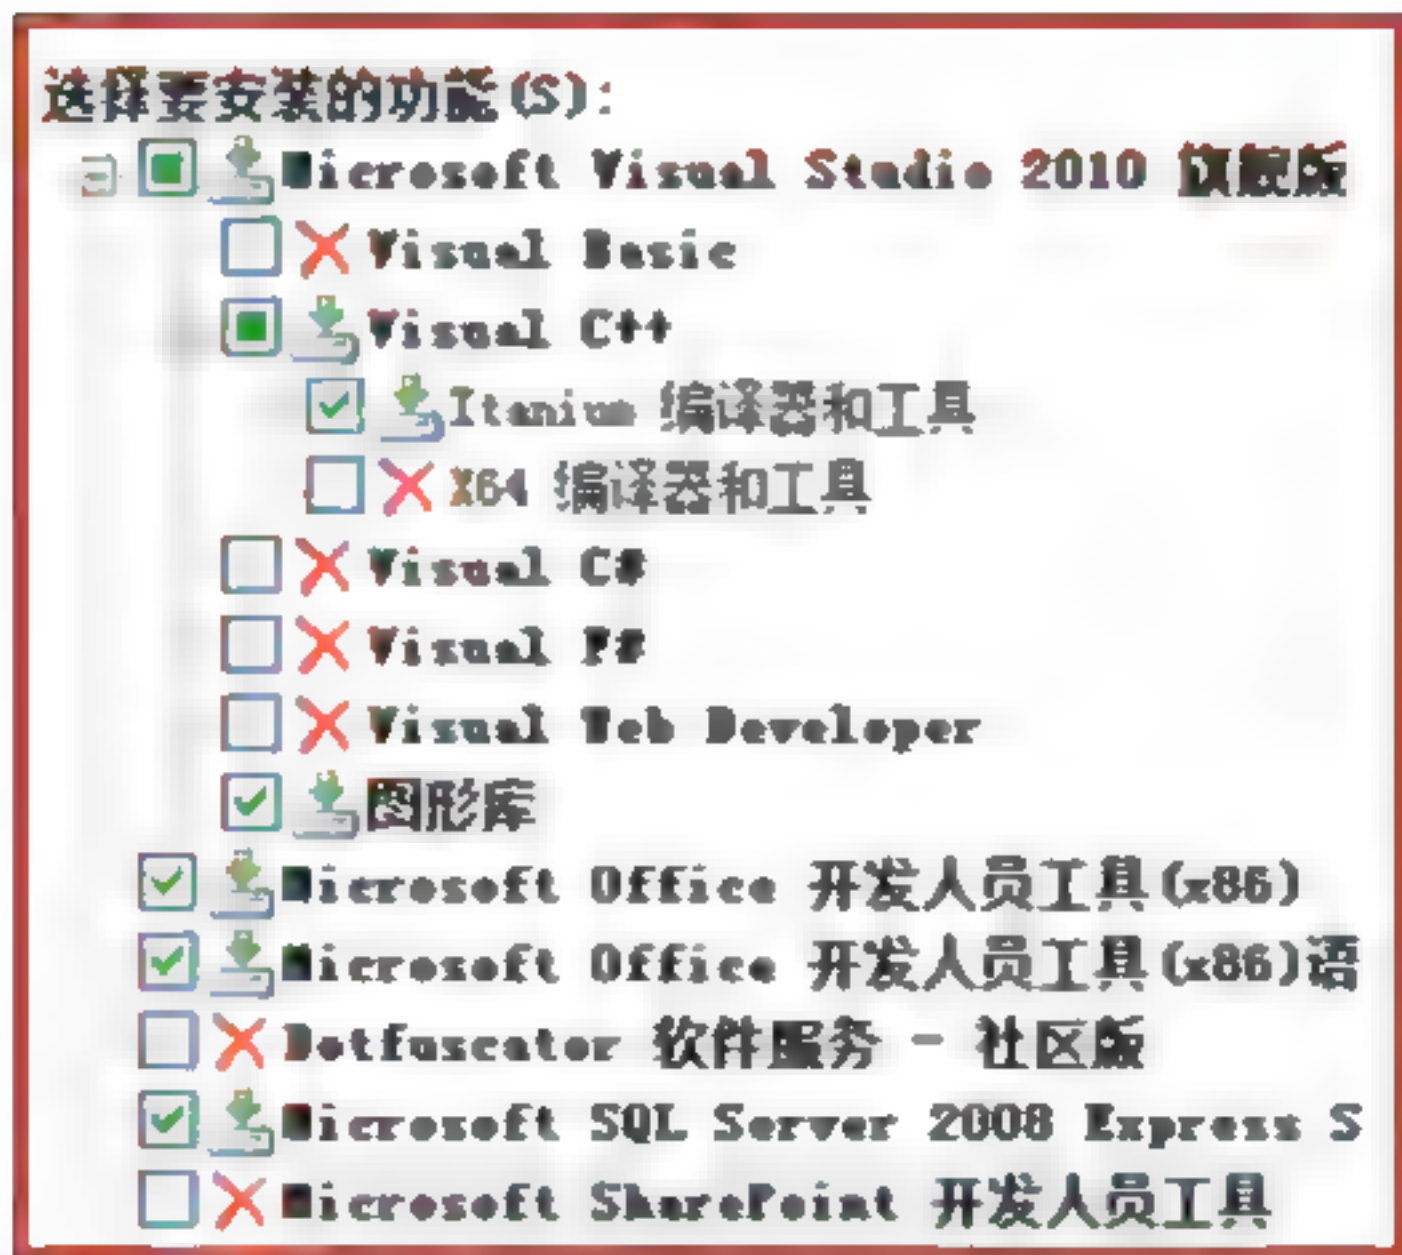 选择要安装的功能(S):
Microsoft Visual Studio 2010 旗舰版
Visual Basic
Visual C++
Itanium 编译器和工具
X64 编译器和工具
Visual C#
Visual F#
Visual Web Developer
图形库
Microsoft Office 开发人员工具(x86)
Microsoft Office 开发人员工具(x86)语
Dotfuscator 软件服务 - 社区版
Microsoft SQL Server 2008 Express S
Microsoft SharePoint 开发人员工具